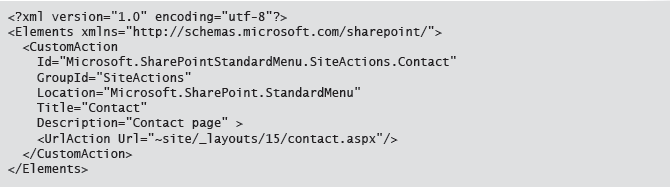 <?xml version="1.0" encoding="utf-8"?>
<Elements xmlns="http://schemas.microsoft.com/sharepoint/">
  <CustomAction
    Id="Microsoft.SharePointStandardMenu.SiteActions.Contact"
    GroupId="SiteActions"
    Location="Microsoft.SharePoint.StandardMenu"
    Title="Contact"
    Description="Contact page" >
    <UrlAction Url="~site/_layouts/15/contact.aspx"/>
  </CustomAction>
</Elements>